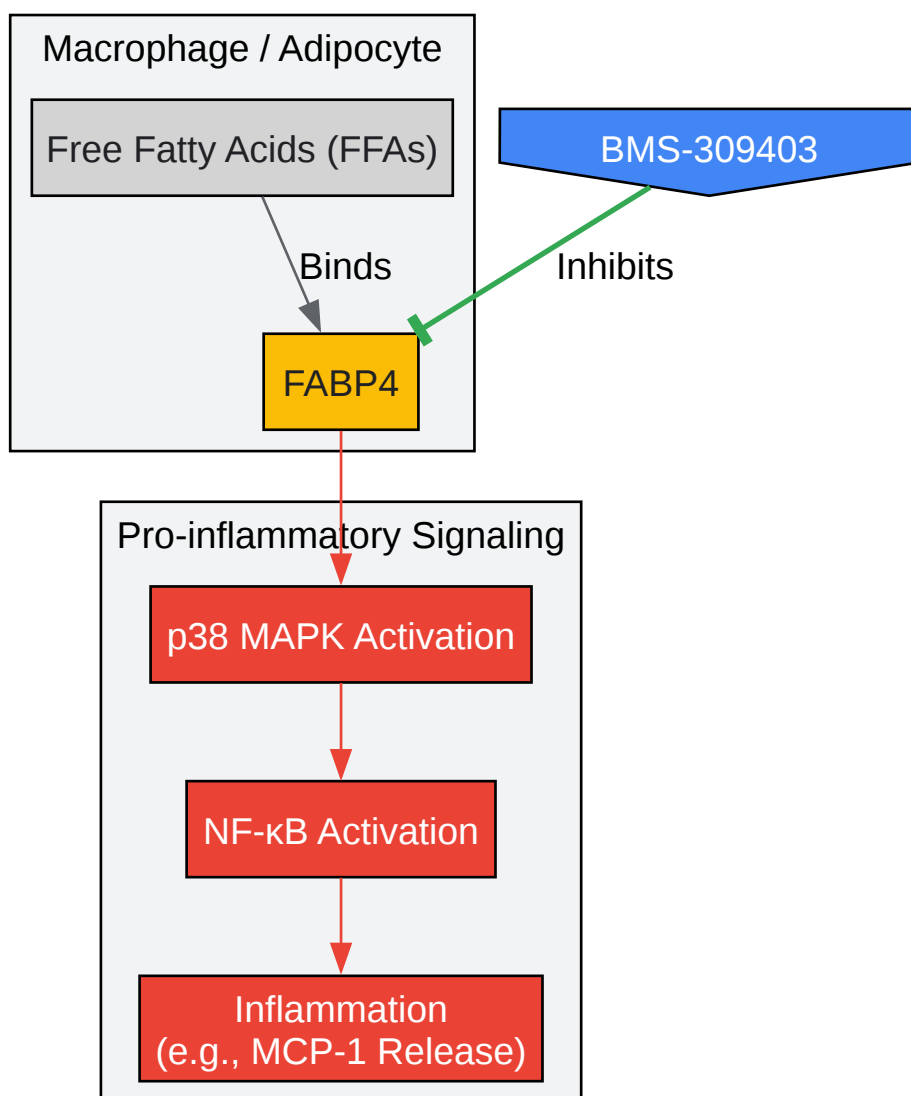 Macrophage / Adipocyte
Free Fatty Acids (FFAs)
BMS-309403
Binds
Inhibits
FABP4
Pro-inflammatory Signaling
p38 MAPK Activation
NF-κB Activation
Inflammation
(e.g., MCP-1 Release)